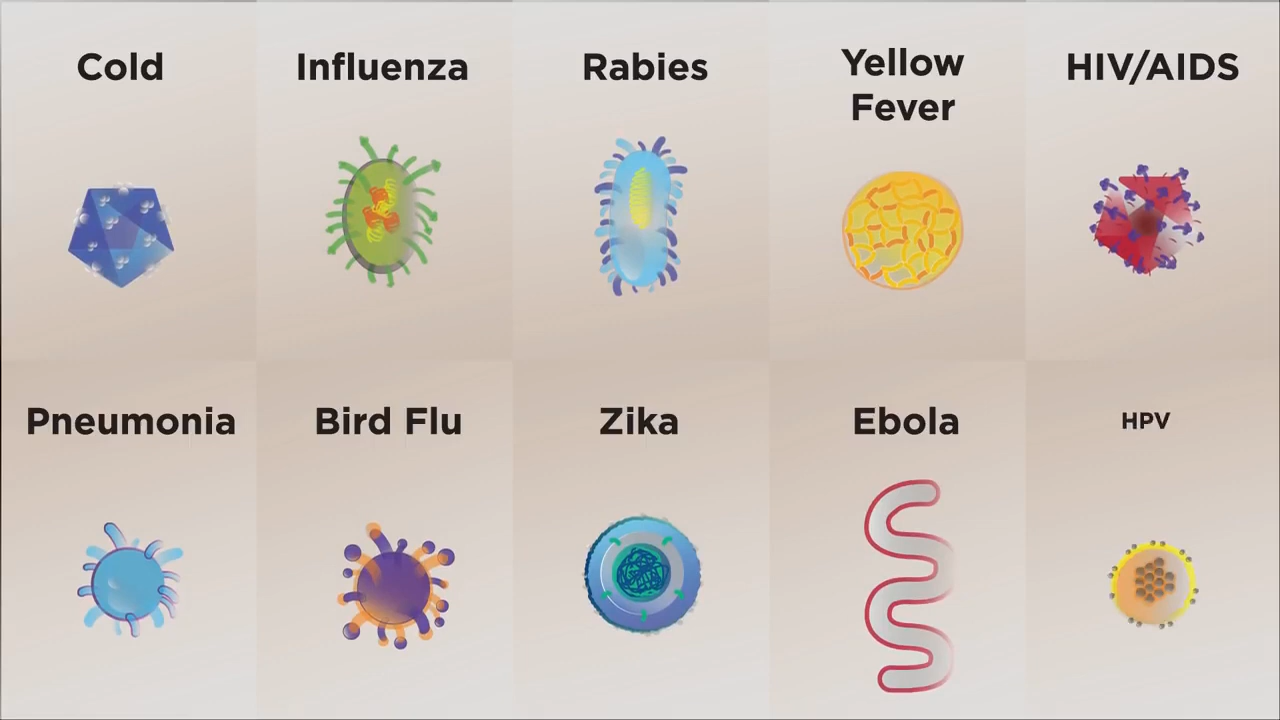 Cold
Influenza
Rabies
Yellow
Fever
HIV/AIDS
Pneumonia
Bird Flu
Zika
Ebola
HPV